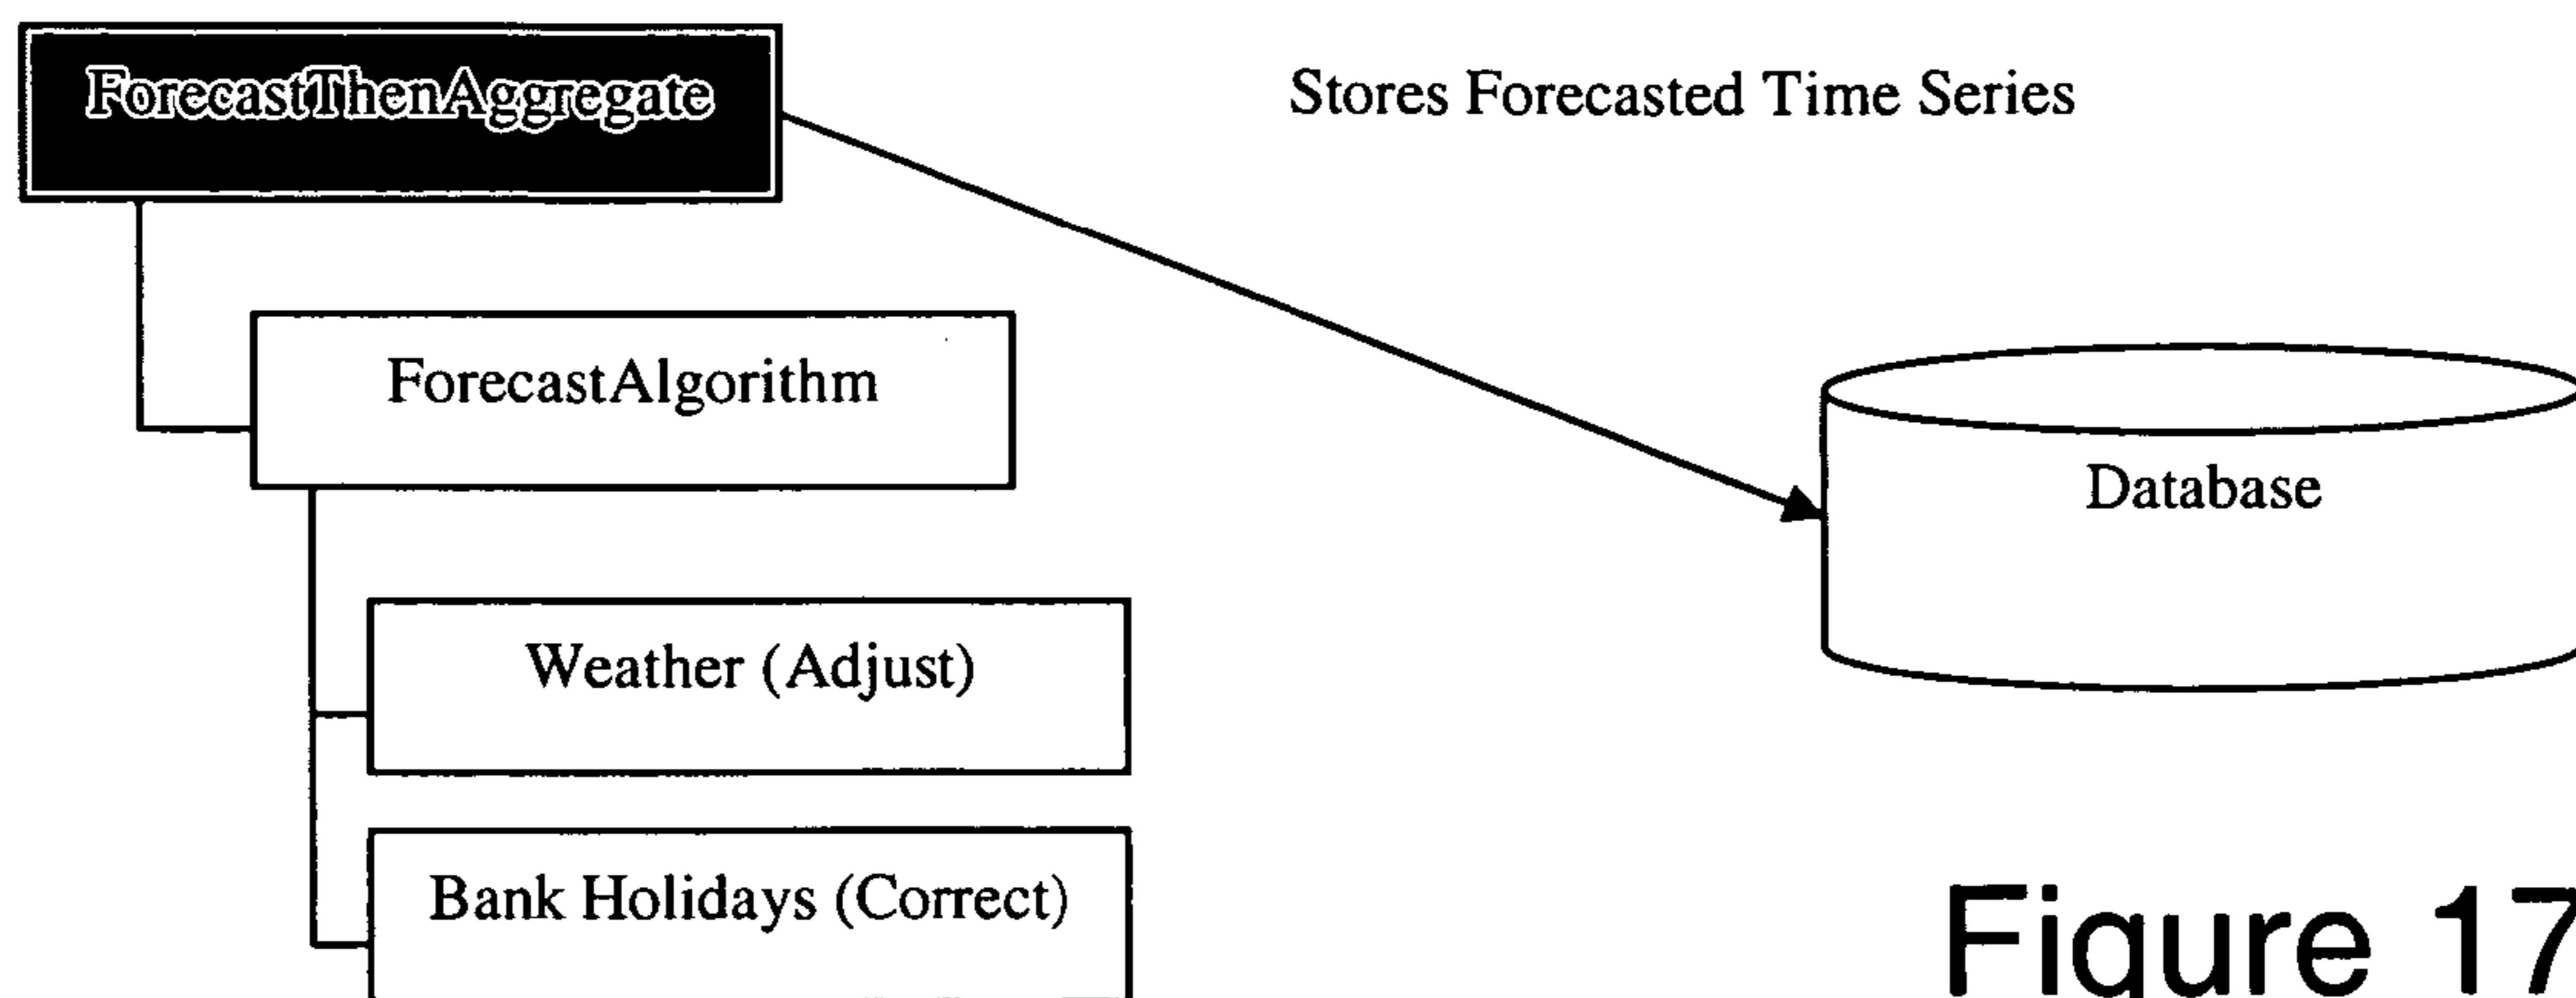 ForecastThenAggregate
Stores Forecasted Time Series
ForecastAlgorithm
Database
Weather (Adjust)
Bank Holidays (Correct)
Figure 17